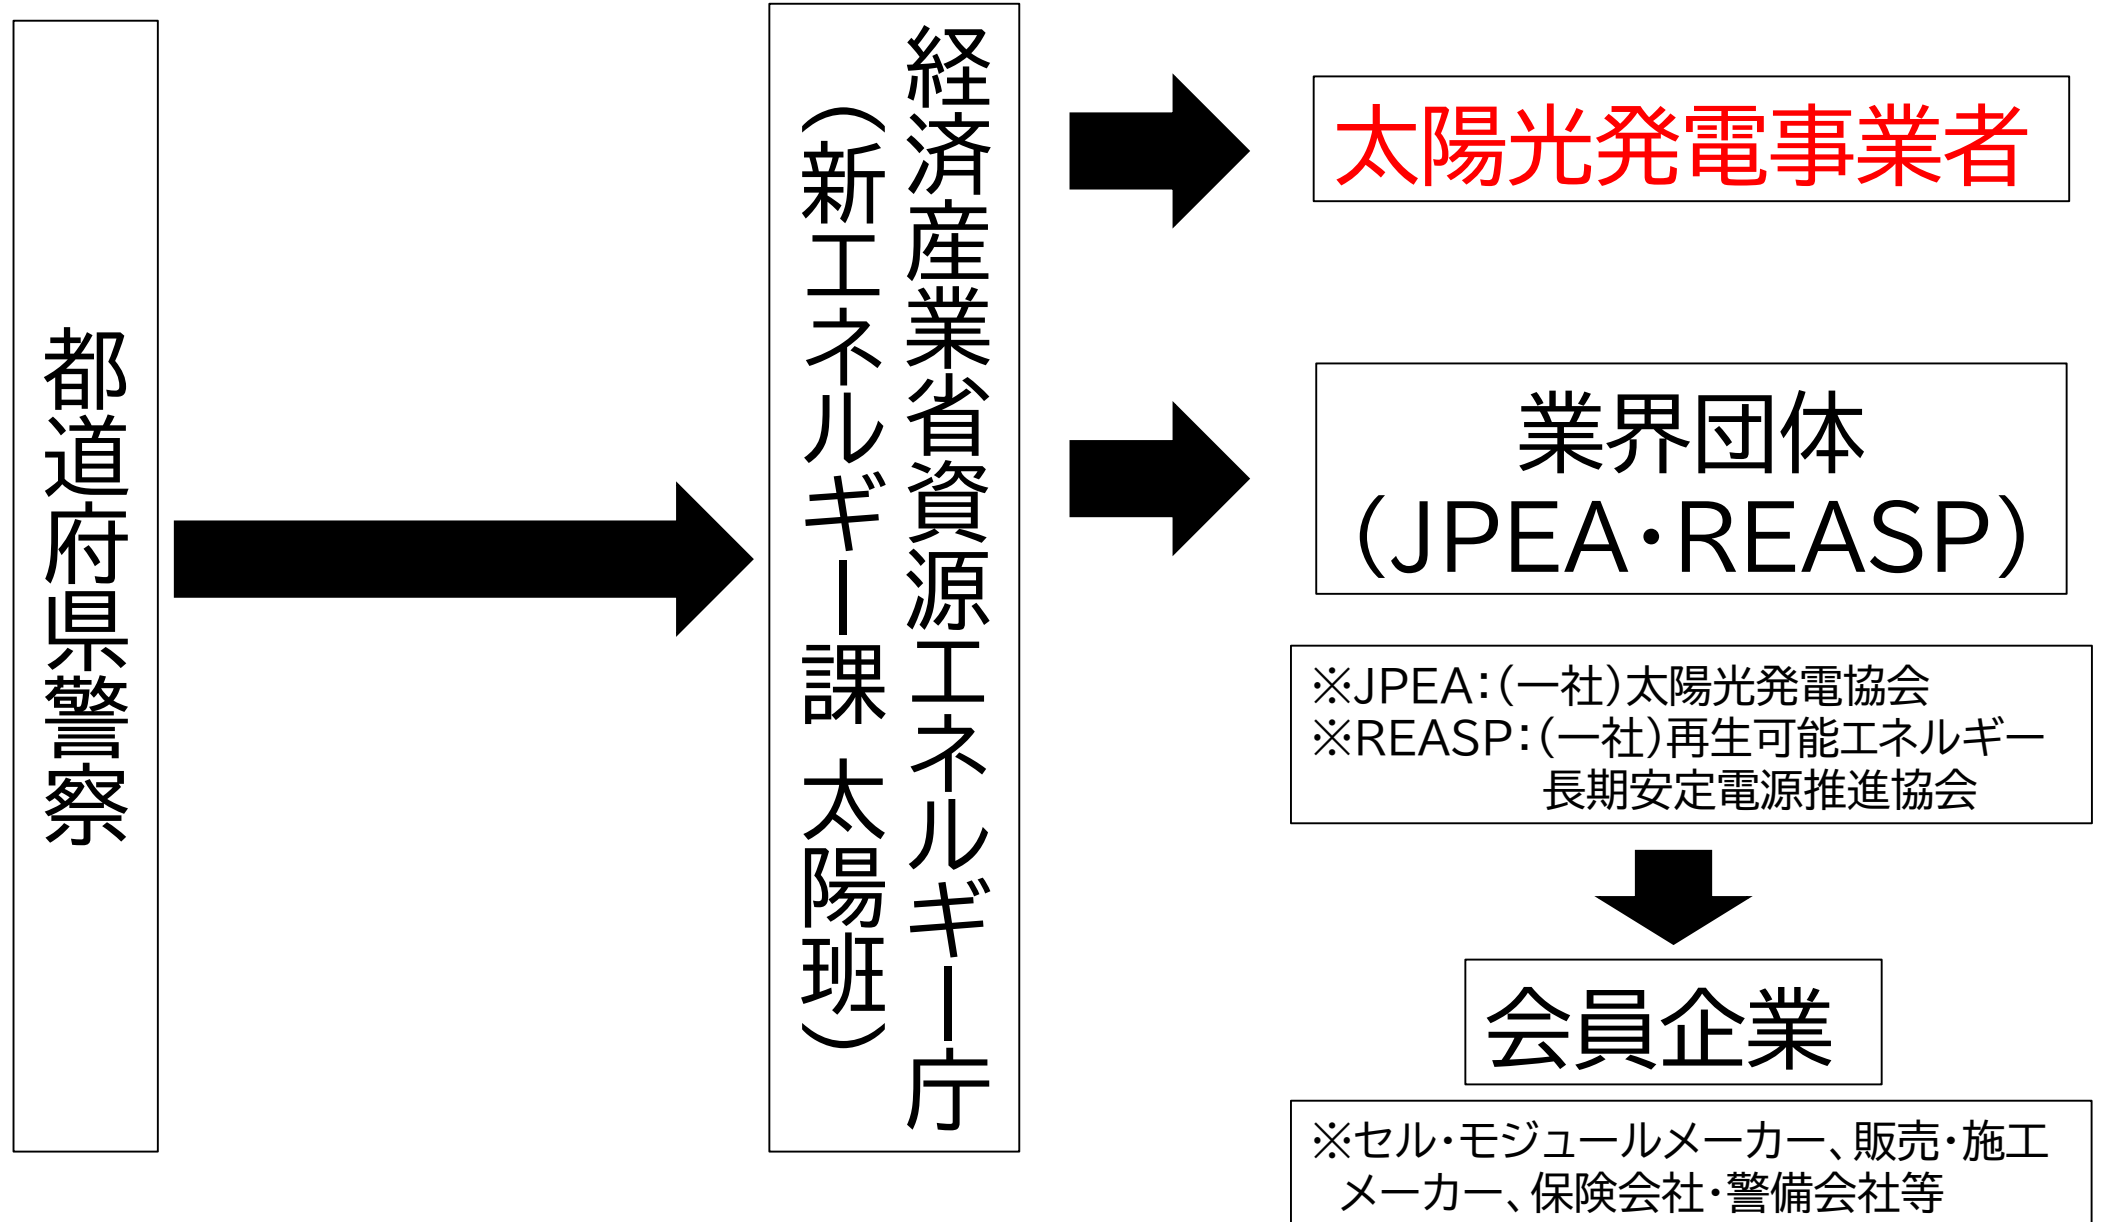 都道府県警察
経済産業省資源エネルギー庁
（新エネルギー課 太陽班）
太陽光発電事業者
業界団体
（JPEA・REASP）
※JPEA：（一社）太陽光発電協会
※REASP：（一社）再生可能エネルギー
長期安定電源推進協会
会員企業
※セル・モジュールメーカー、販売・施工
メーカー、保険会社・警備会社等